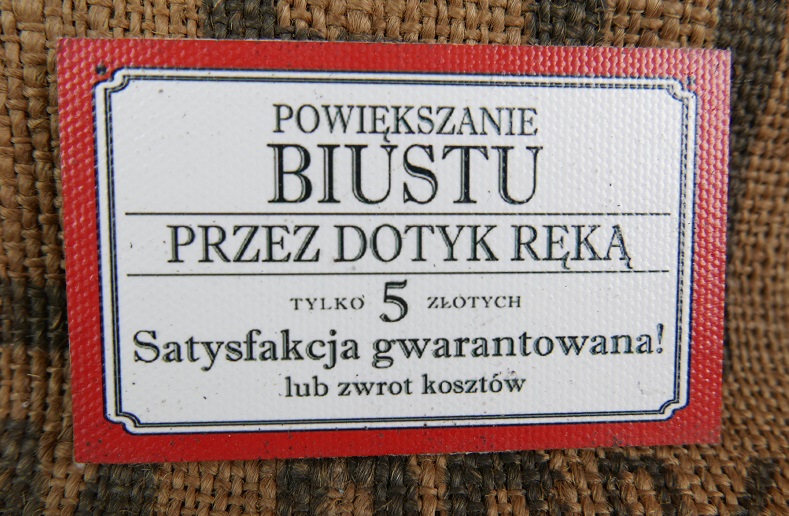 POWIĘKSZANIE
BIUSTU
PRZEZ DOTYK RĘKĄ
TYLKO 5 ZŁOTYCH
Satysfakcja gwarantowana!
lub zwrot kosztów